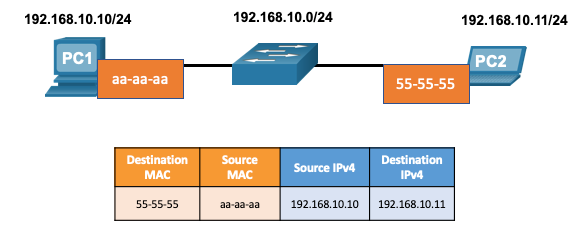 192.168.10.10/24
192.168.10.0/24
192.168.10.11/24
PC1
aa-aa-aa
PC2
55-55-55
Destination MAC
Source MAC
Source IPv4
Destination IPv4
55-55-55
aa-aa-aa
192.168.10.10
192.168.10.11